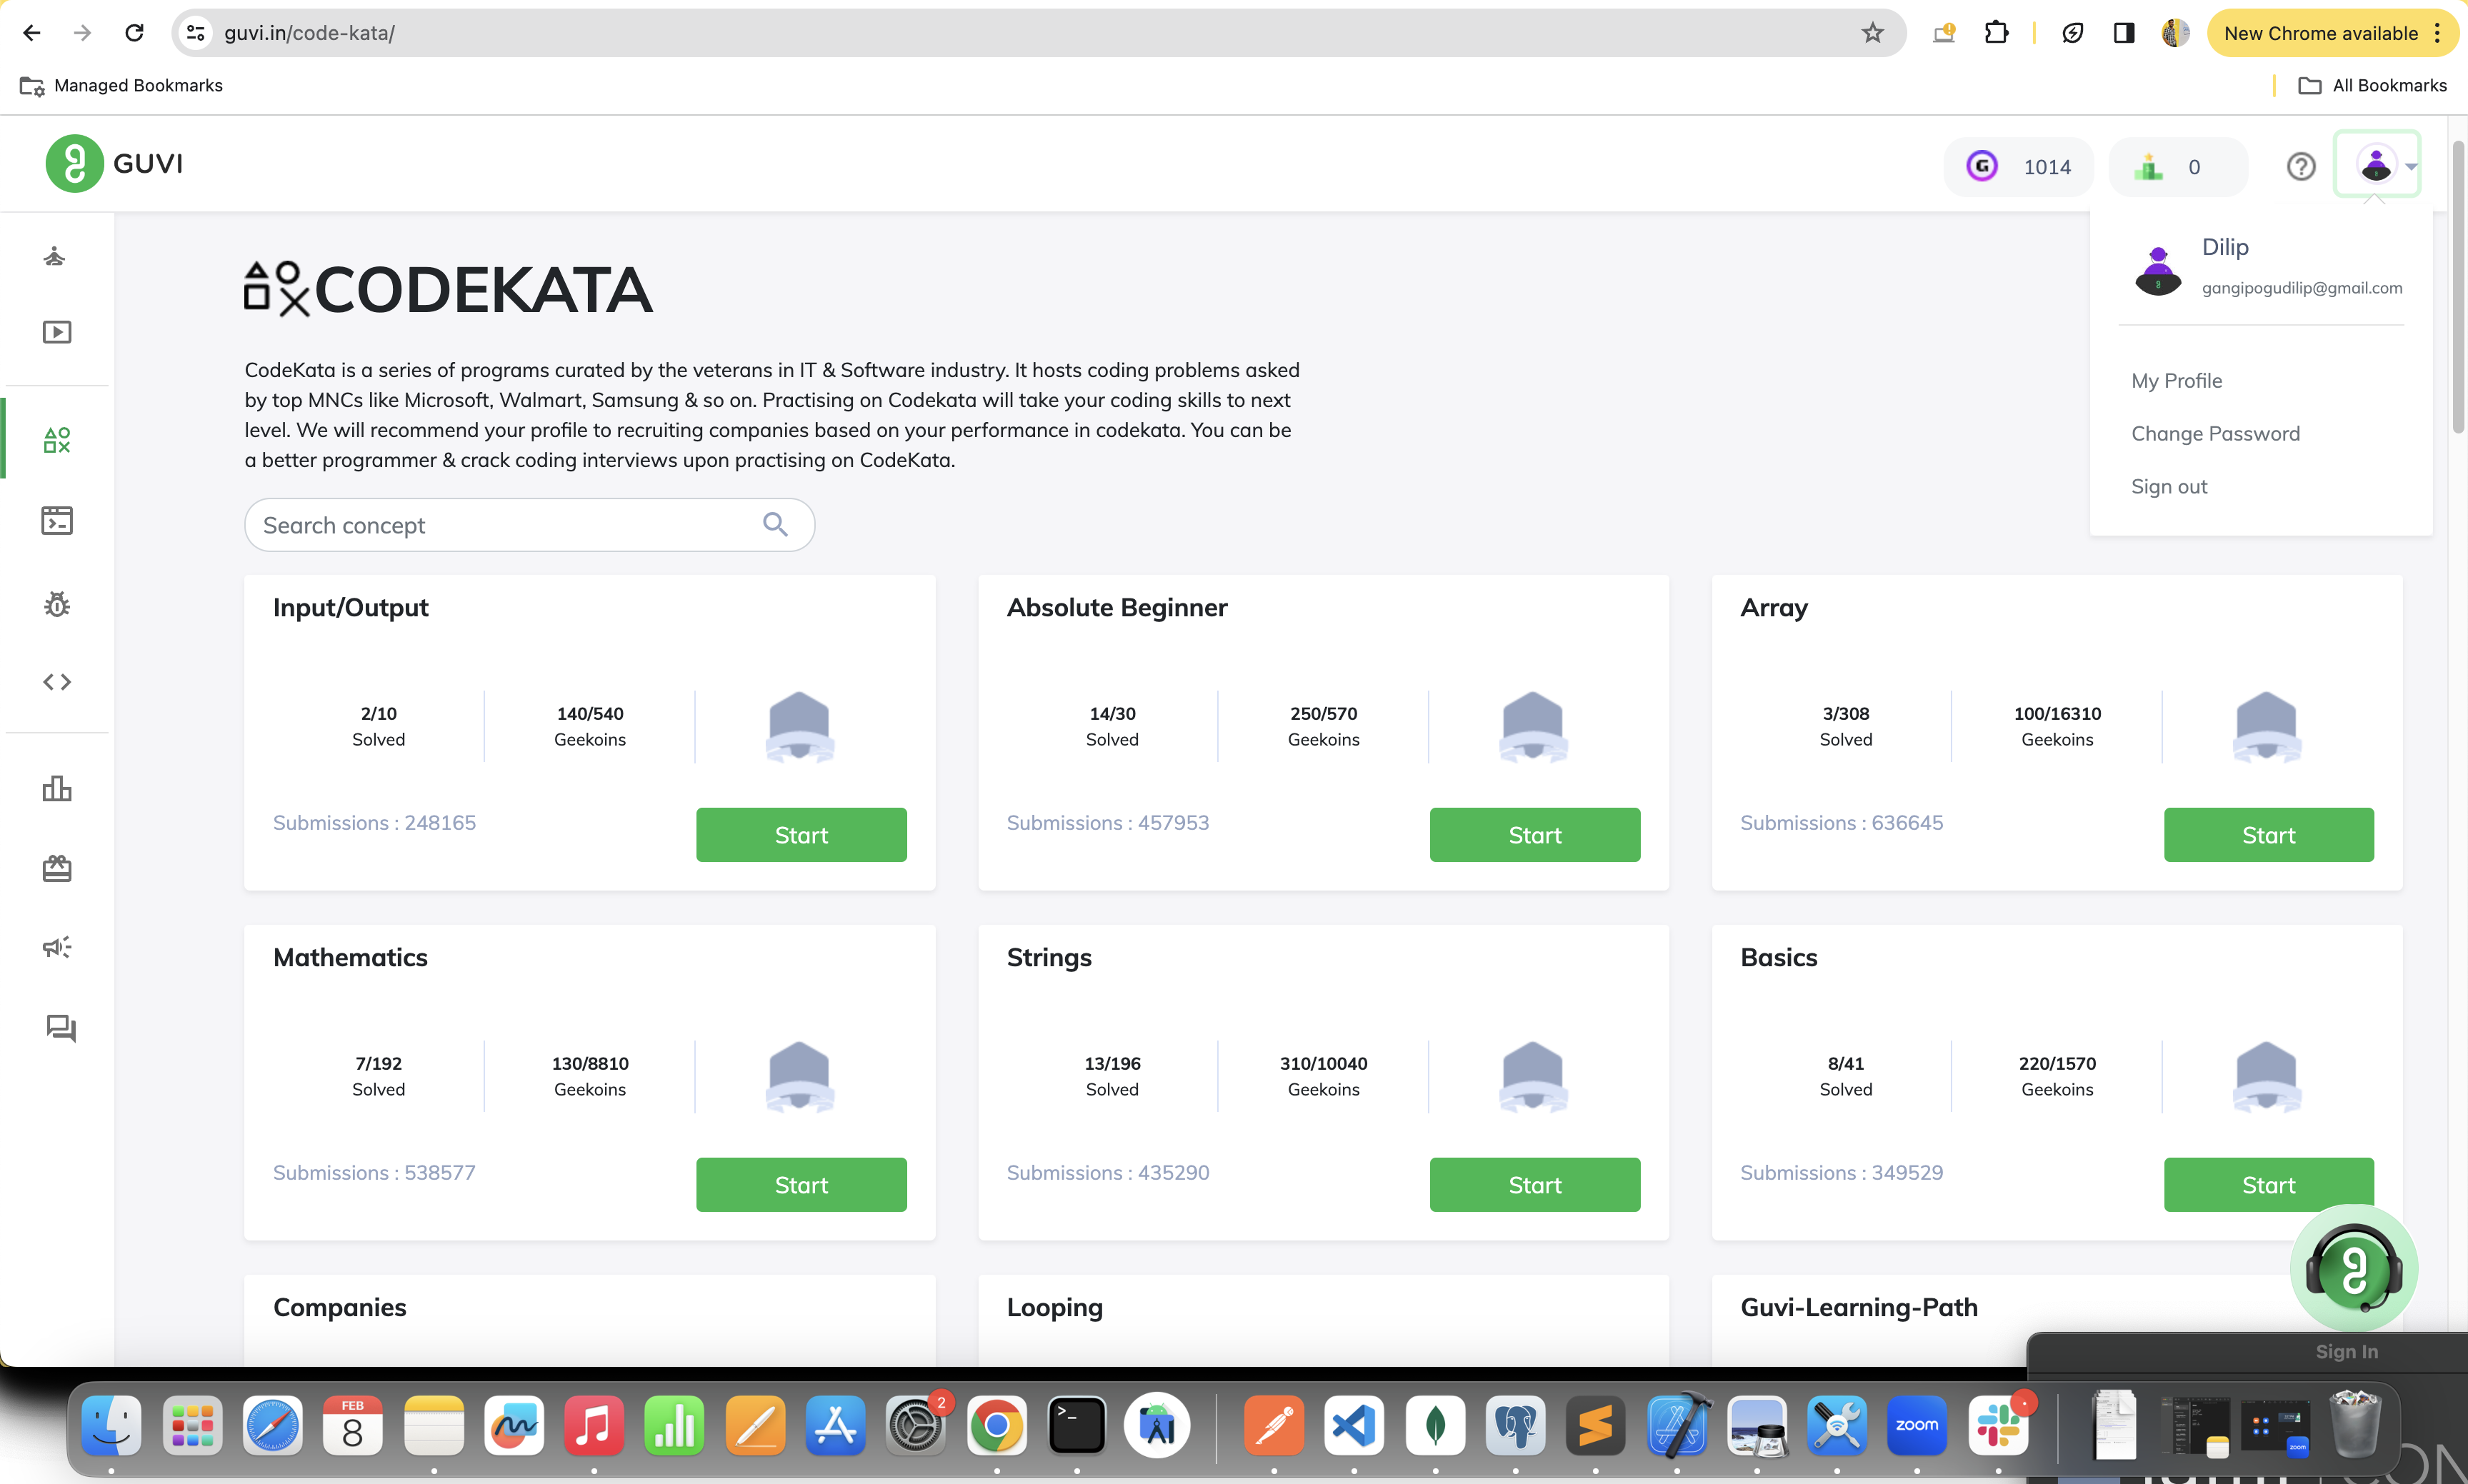 guvi.in/code-kata/
New Chrome available
Managed Bookmarks
All Bookmarks
GUVI
G
1014
0
Dilip
gangipogudilip@gmail.com
My Profile
Change Password
Sign out
CODEKATA
CodeKata is a series of programs curated by the veterans in IT & Software industry. It hosts coding problems asked
by top MNCs like Microsoft, Walmart, Samsung & so on. Practising on Codekata will take your coding skills to next
level. We will recommend your profile to recruiting companies based on your performance in codekata. You can be
a better programmer & crack coding interviews upon practising on CodeKata.
Search concept
Input/Output
2/10
Solved
140/540
Geekoins
Submissions : 248165
Start
Absolute Beginner
14/30
Solved
250/570
Geekoins
Submissions : 457953
Start
Array
3/308
Solved
100/16310
Geekoins
Submissions : 636645
Start
Mathematics
7/192
Solved
130/8810
Geekoins
Submissions : 538577
Start
Strings
13/196
Solved
310/10040
Geekoins
Submissions : 435290
Start
Basics
8/41
Solved
220/1570
Geekoins
Submissions : 349529
Start
Companies
Looping
Guvi-Learning-Path
Sign In
FEB
8
2
zoom
zoom